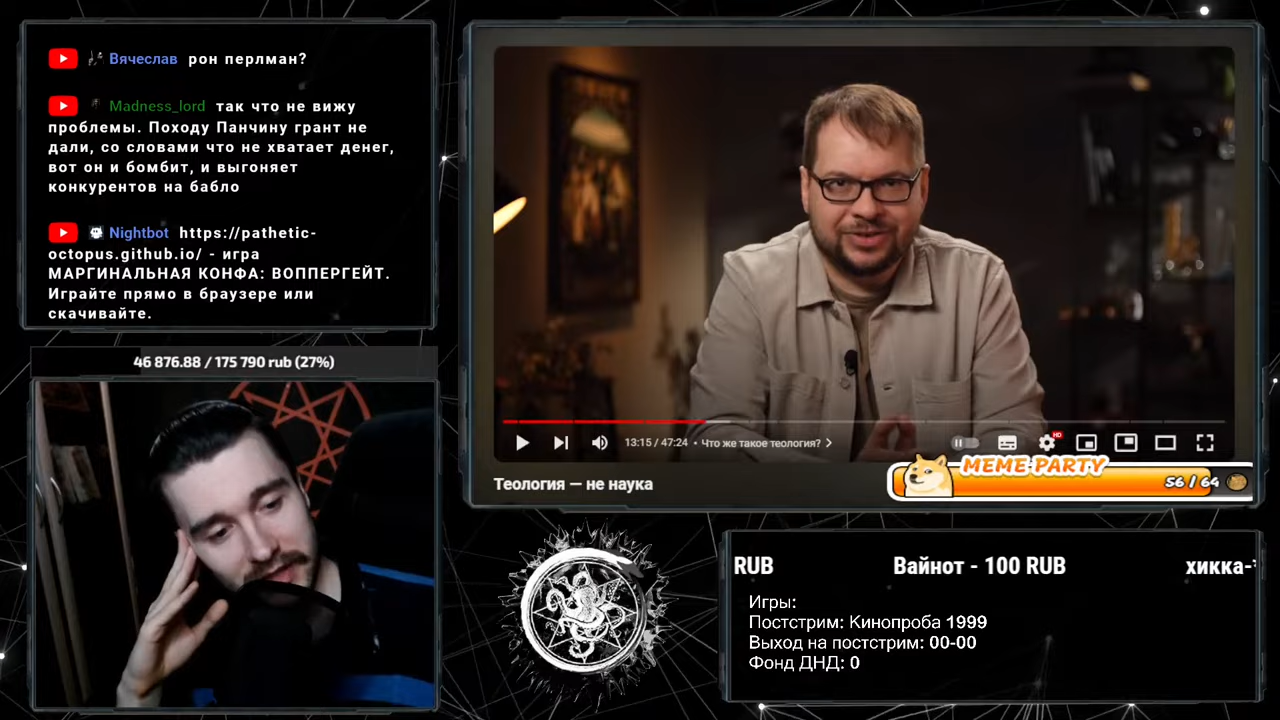 Вячеслав рон перлман?
Madness_lord так что не вижу
проблемы. Походу Панчину грант не
дали, со словами что не хватает денег,
вот он и бомбит, и выгоняет
конкурентов на бабло
Nightbot https://pathetic-
octopus.github.io/ - игра
МАРГИНАЛЬНАЯ КОНФА: ВОППЕРГЕЙТ.
Играйте прямо в браузере или
скачивайте.
46 876.88 / 175 790 rub (27%)
13:15 / 47:24 • Что же такое теология?
HD
Теология — не наука
MEME PARTY
56 / 64
RUB Вайнот - 100 RUB хикка-
Игры:
Постстрим: Кинопроба 1999
Выход на постстрим: 00-00
Фонд ДНД: 0